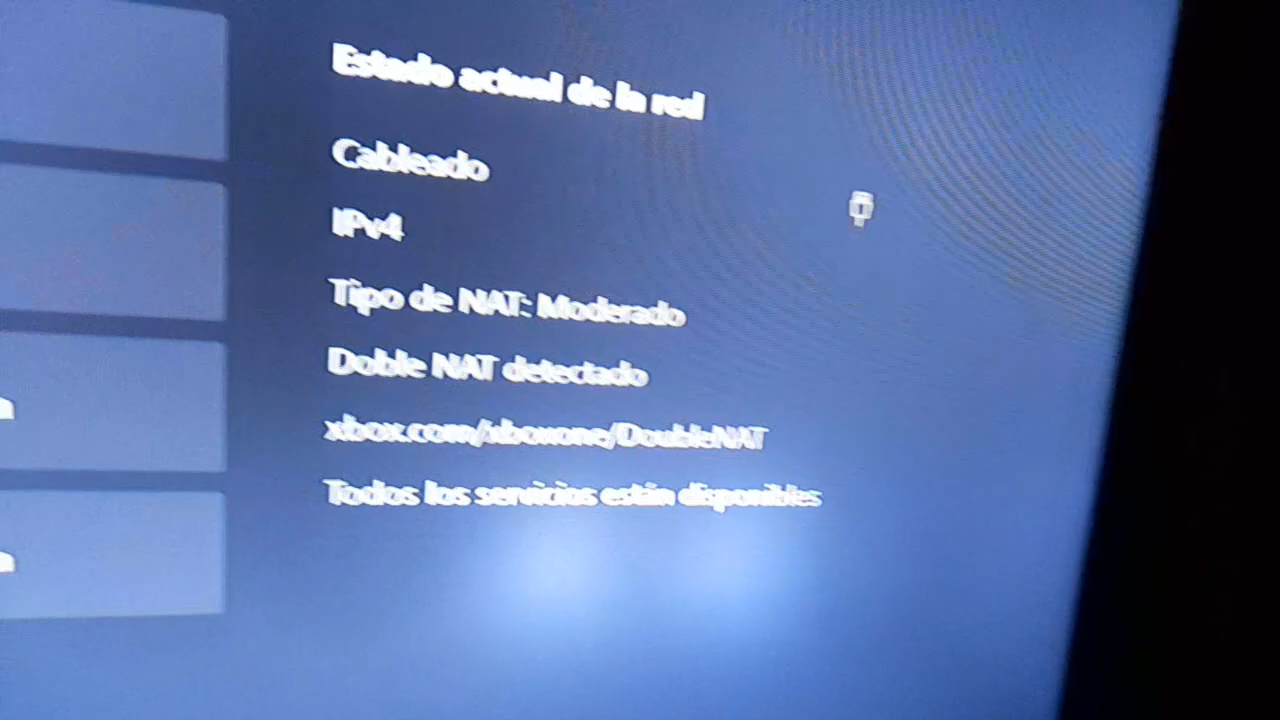 Estado actual de la red
Cableado
IPv4
Tipo de NAT: Moderado
Doble NAT detectado
xbox.com/xboxone/DoubleNAT
Todos los servicios están disponibles